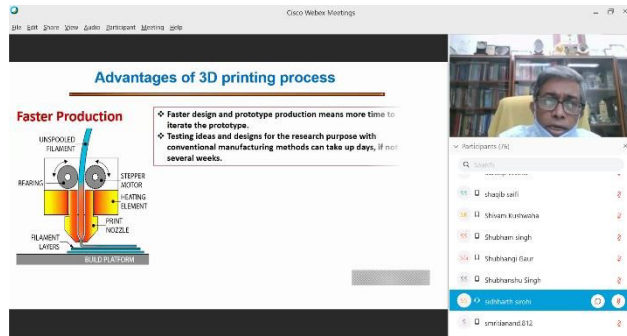 Cisco Webex Meetings
File Edit Share View Audio Participant Meeting Help
Advantages of 3D printing process
Faster Production
❖ Faster design and prototype production means more time to
iterate the prototype.
❖ Testing ideas and designs for the research purpose with
conventional manufacturing methods can take up days, if not
several weeks.
UNSPOOLED
FILAMENT
BEARING
STEPPER
MOTOR
HEATING
ELEMENT
PRINT
NOZZLE
FILAMENT
LAYERS
BUILD PLATFORM
Participants (76)
Search
shaqib saifi
Shivam Kushwaha
Shubham singh
Shubhangi Gaur
Shubhanshu Singh
sidhharth sirohi
smritianand.812